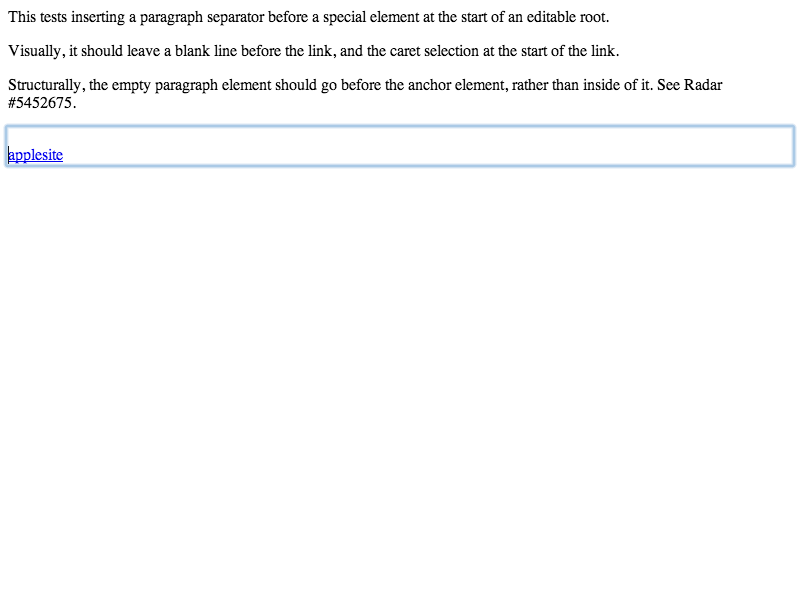 This tests inserting a paragraph separator before a special element at the start of an editable root.
Visually, it should leave a blank line before the link, and the caret selection at the start of the link.
Structurally, the empty paragraph element should go before the anchor element, rather than inside of it. See Radar
#5452675.
applesite